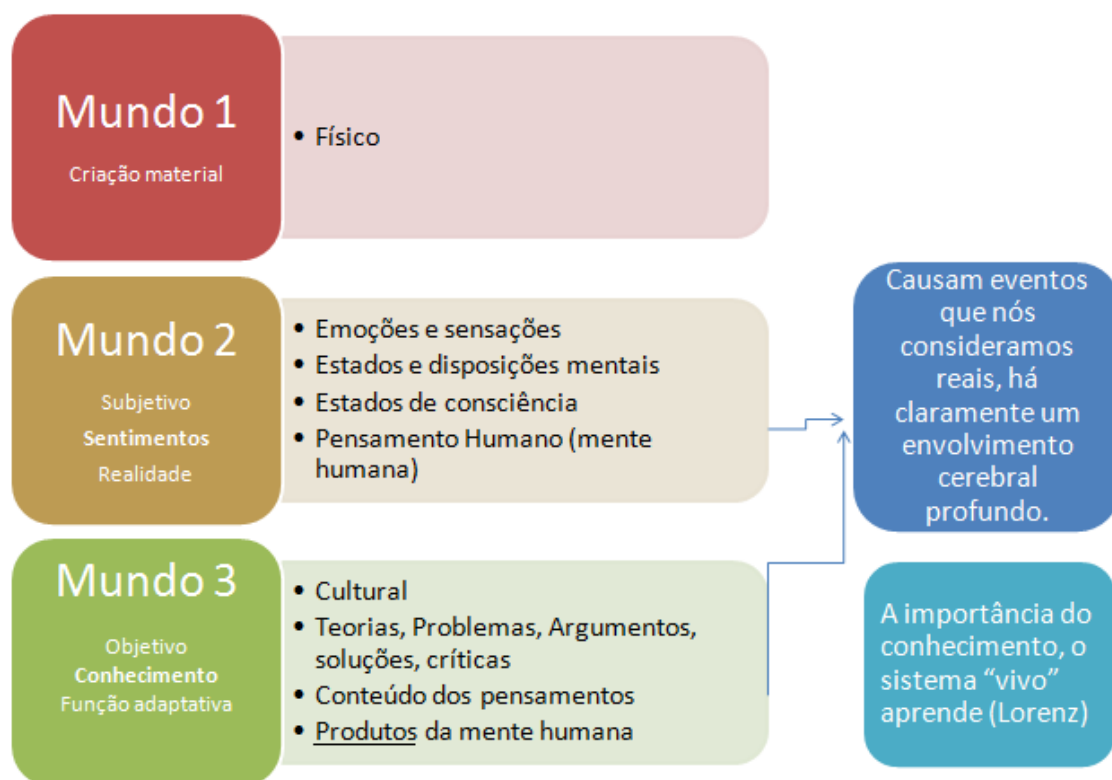 Mundo 1
Criação material
• Físico
Mundo 2
Subjetivo
Sentimentos
Realidade
• Emoções e sensações
• Estados e disposições mentais
• Estados de consciência
• Pensamento Humano (mente
humana)
Mundo 3
Objetivo
Conhecimento
Função adaptativa
• Cultural
• Teorias, Problemas, Argumentos,
soluções, críticas
• Conteúdo dos pensamentos
• Produtos da mente humana
Causam eventos
que nós
consideramos
reais, há
claramente um
envolvimento
cerebral
profundo.
A importância do
conhecimento, o
sistema “vivo”
aprende (Lorenz)